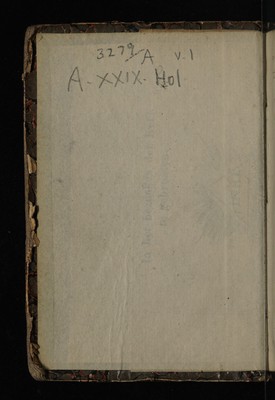 3279 A v.1
A. XXIX. Hol